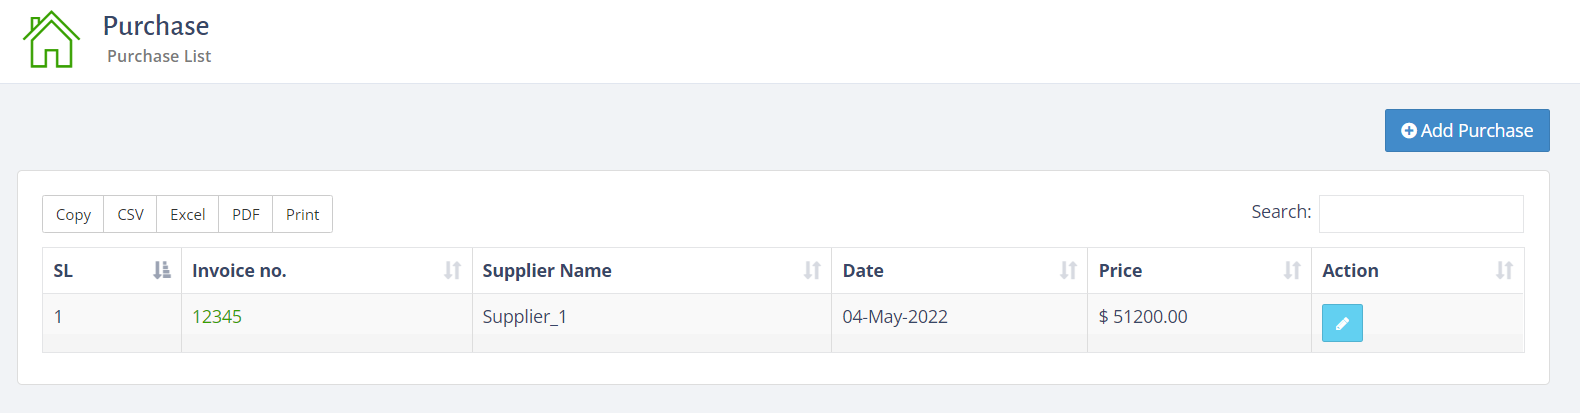 Purchase
Purchase List
Add Purchase
Copy CSV Excel PDF Print Search:
SL Invoice no. Supplier Name Date Price Action
1 12345 Supplier_1 04-May-2022 $ 51200.00